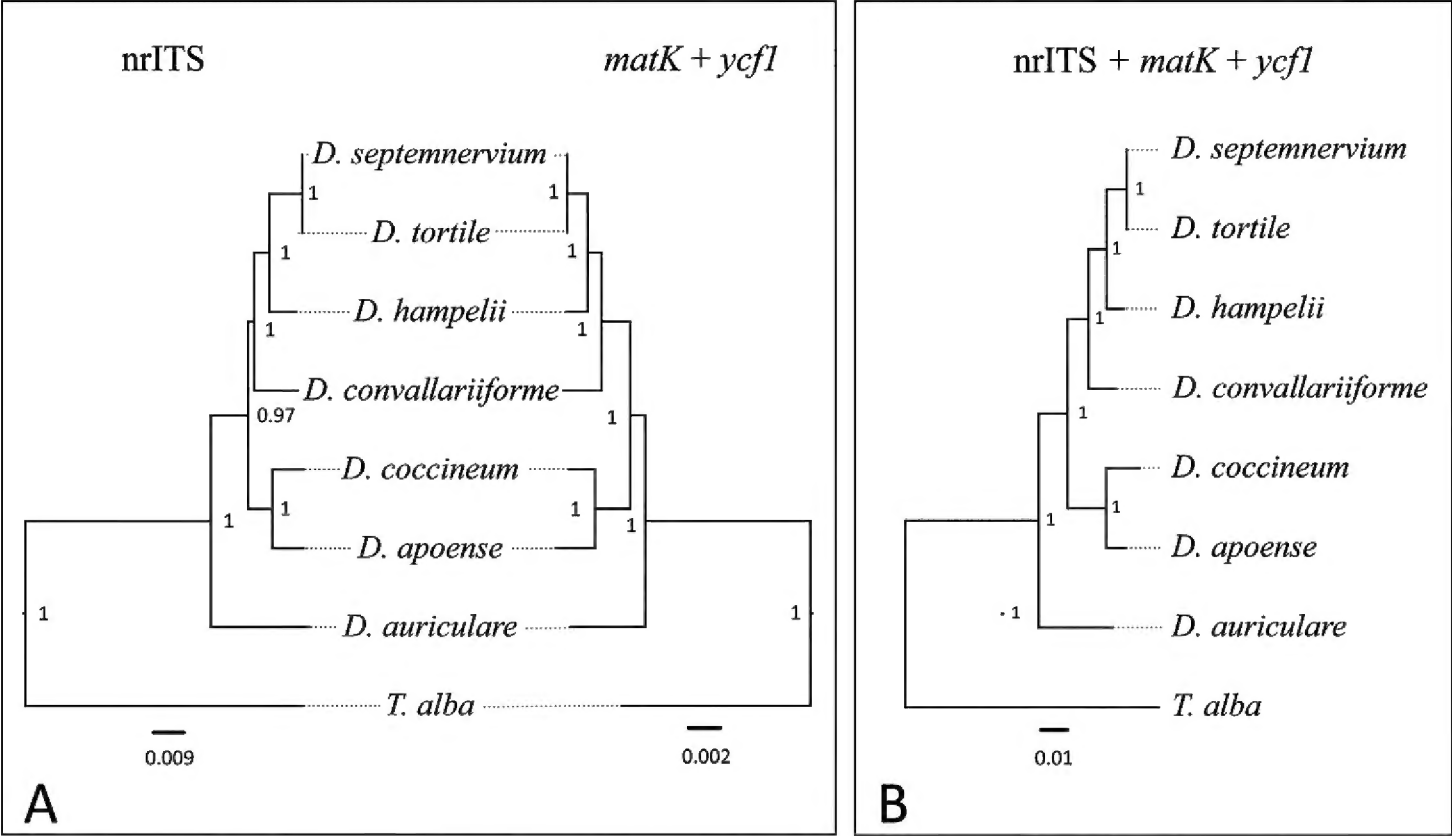 nrITS
matK + ycf1
D. septemnervium
1
1
D. tortile
1
1
D. hampelii
1
1
D. convallariiforme
0.97
1
D. coccineum
1
1
D. apoense
1
1
D. auriculare
1
1
T. alba
0.009
0.002
A
nrITS + matK + ycf1
D. septemnervium
1
D. tortile
1
D. hampelii
1
D. convallariiforme
1
D. coccineum
1
D. apoense
1
D. auriculare
1
T. alba
0.01
B